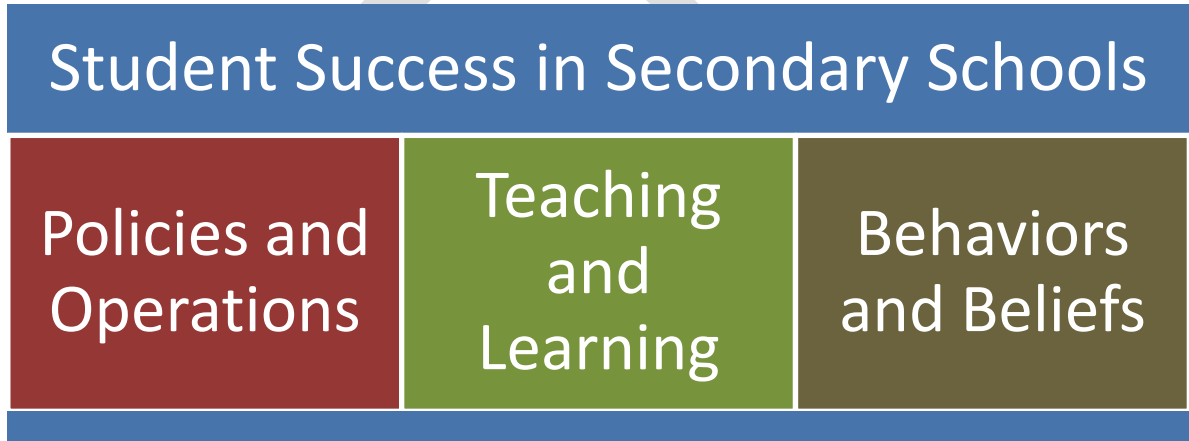 Student Success in Secondary Schools
Policies and
Operations
Teaching
and
Learning
Behaviors
and Beliefs